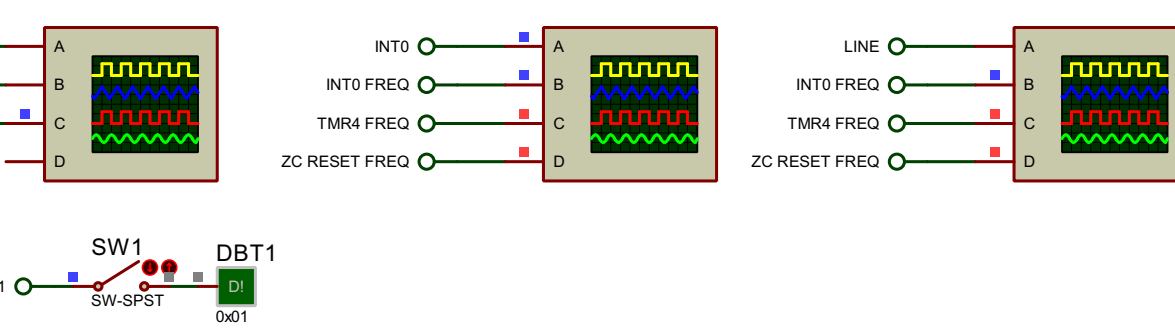 A
B
C
D
INT0
INT0 FREQ
TMR4 FREQ
ZC RESET FREQ
A
B
C
D
LINE
INT0 FREQ
TMR4 FREQ
ZC RESET FREQ
A
B
C
D
SW1
SW-SPST
DBT1
D!
0x01